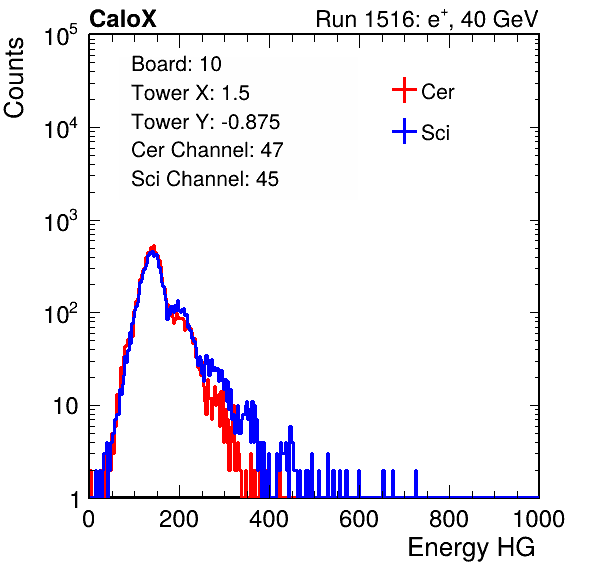 CaloX Run 1516: e⁺, 40 GeV
Counts
10⁵
10⁴
10³
10²
10
1
Board: 10
Tower X: 1.5
Tower Y: -0.875
Cer Channel: 47
Sci Channel: 45
Cer
Sci
0 200 400 600 800 1000
Energy HG